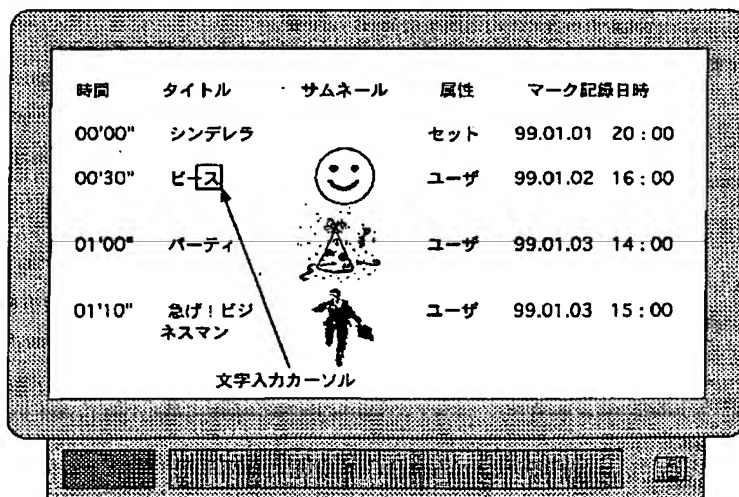 時間 タイトル サムネール 属性 マーク記録日時
00'00" シンデレラ セット 99.01.01 20:00
00'30" ピース ユーザ 99.01.02 16:00
01'00" パーティ ユーザ 99.01.03 14:00
01'10" 急げ!ビジ ユーザ 99.01.03 15:00
ネスマン
文字入力カーソル